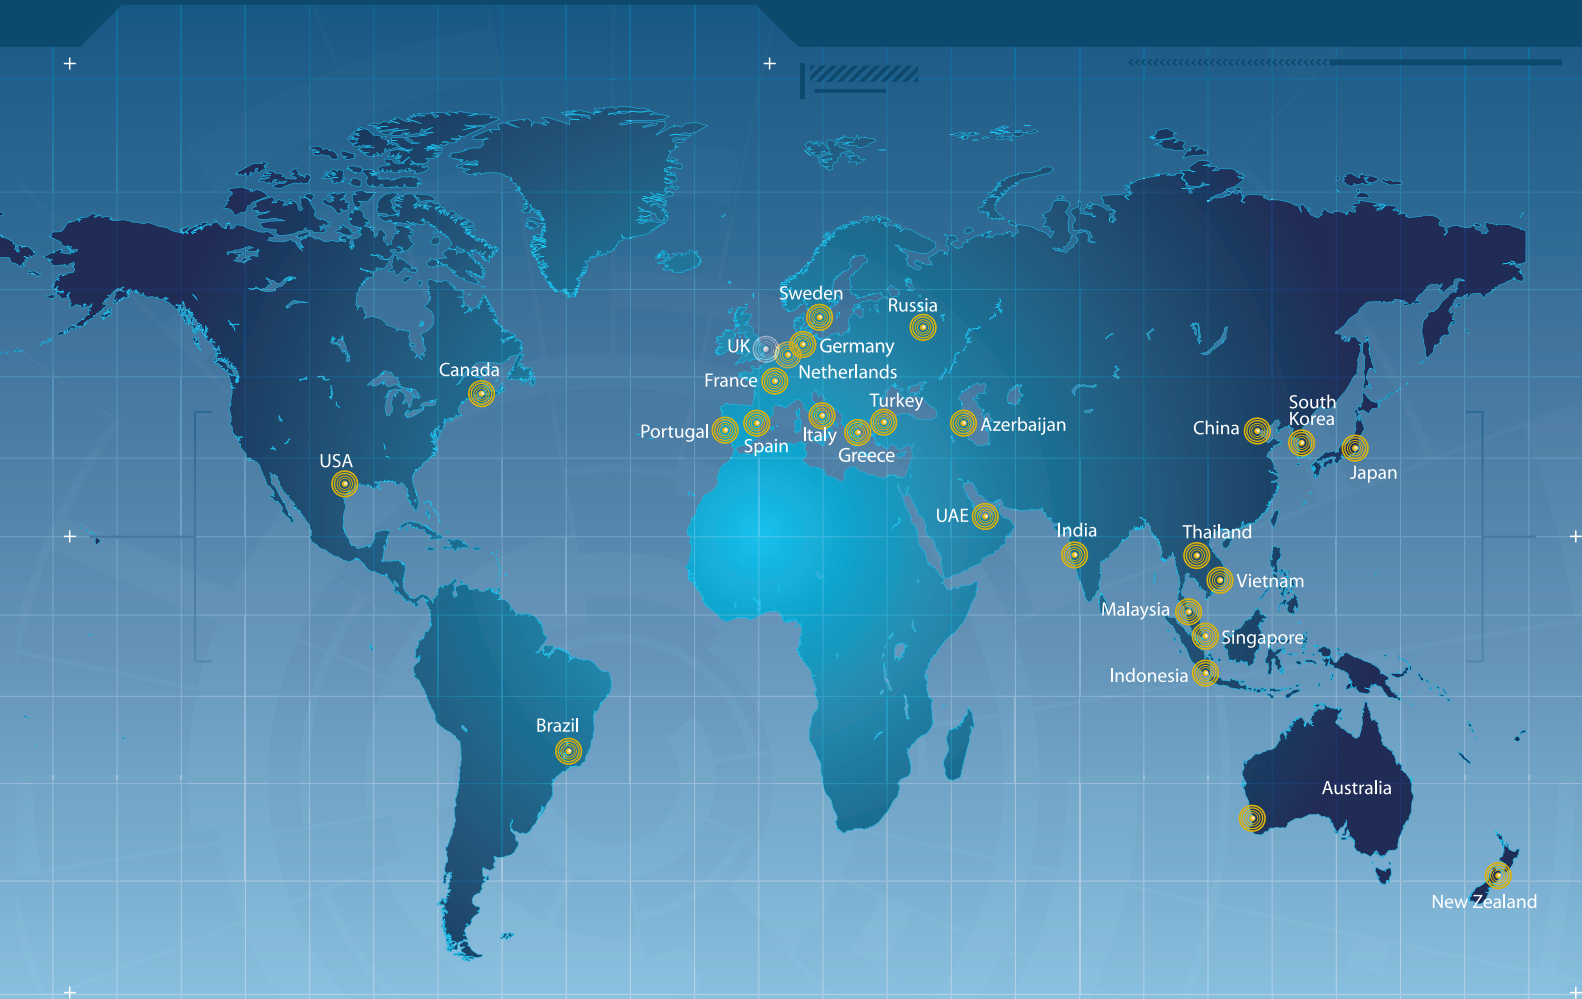 Sweden
Russia
UK
Germany
Netherlands
Canada
France
Turkey
South
Korea
Portugal
Spain
Italy
Greece
Azerbaijan
China
USA
Japan
UAE
India
Thailand
Vietnam
Malaysia
Singapore
Indonesia
Brazil
Australia
New Zealand